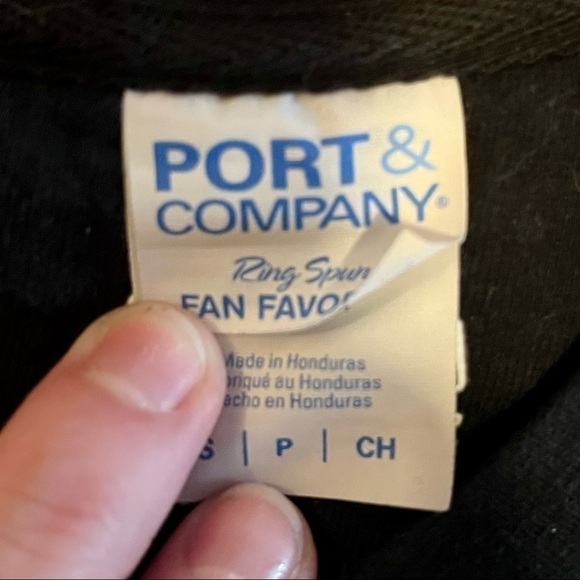 PORT &
COMPANY®
Ring Spun
FAN FAVO
Made in Honduras
briqué au Honduras
echo en Honduras
S | P | CH